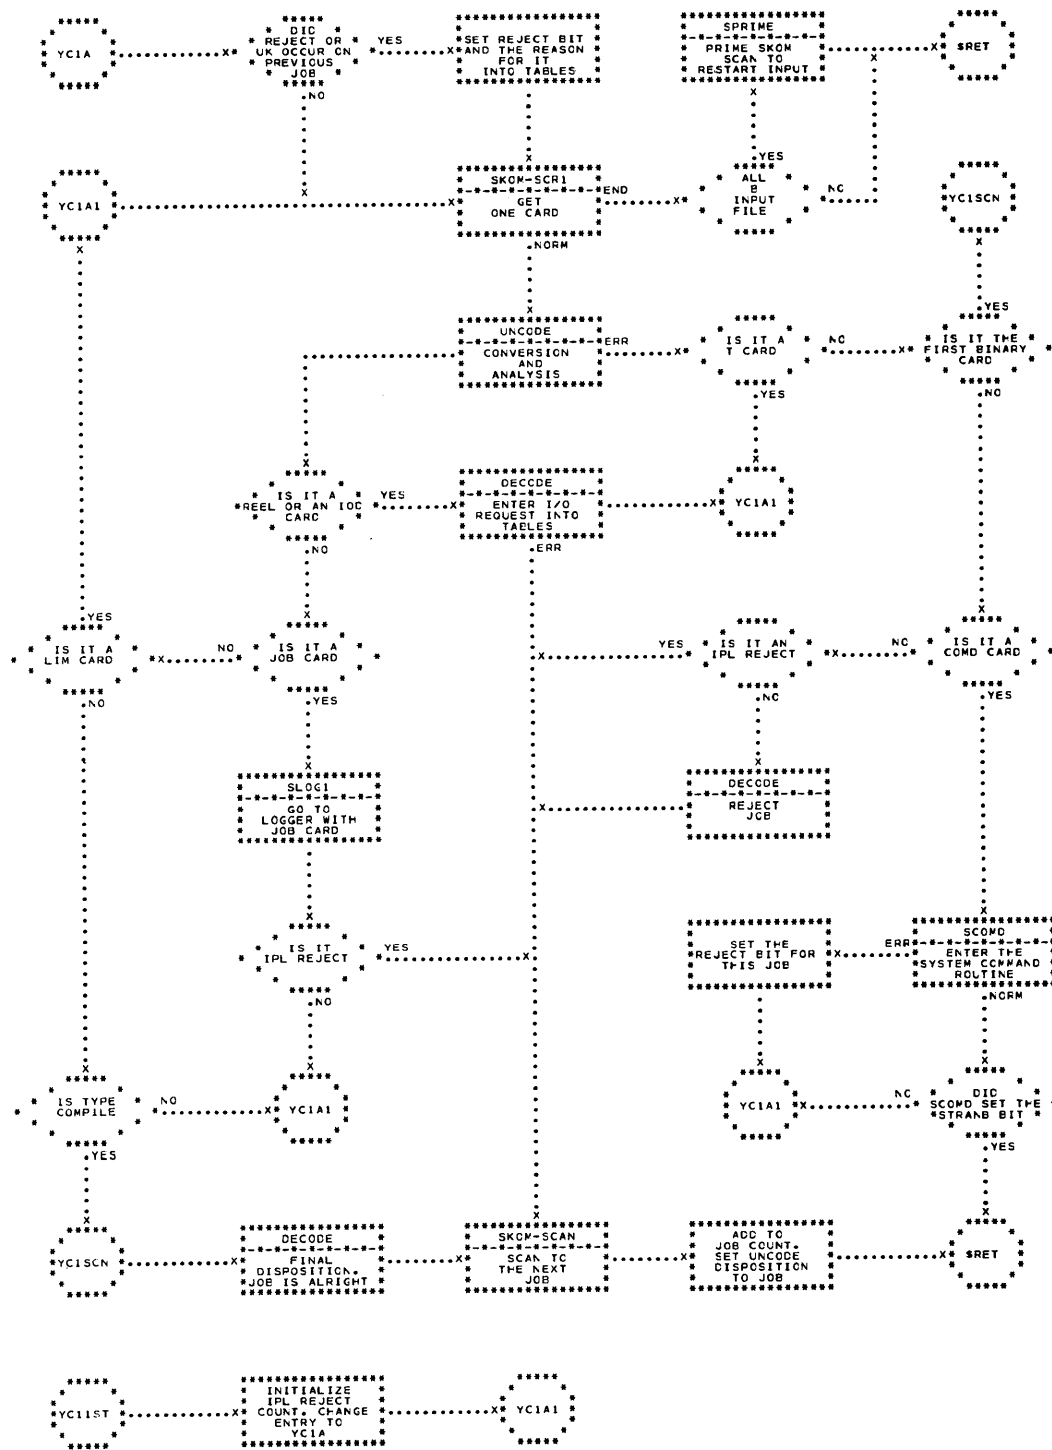 YC1A
DID
REJECT OR
UK OCCUR ON
PREVIOUS
JOB
YES
SET REJECT BIT
AND THE REASON
FOR IT
INTO TABLES
SPRIME
PRIME SKOM
SCAN TO
RESTART INPUT
$RET
NO
YC1A1
SKOM-SCR1
GET
ONE CARD
END
YES
ALL
B
INPUT
FILE
NO
YC1SCN
NORM
YES
UNCODE
CONVERSION
AND
ANALYSIS
ERR
IS IT A
T CARD
NO
IS IT THE
FIRST BINARY
CARD
YES
NO
IS IT A
REEL OR AN IOC
CARD
YES
DECODE
ENTER I/O
REQUEST INTO
TABLES
YC1A1
NO
ERR
YES
IS IT A
LIM CARD
NO
IS IT A
JOB CARD
YES
IS IT AN
IPL REJECT
NO
IS IT A
COMD CARD
NO
YES
NO
YES
SLOG1
GO TO
LOGGER WITH
JOB CARD
DECODE
REJECT
JOB
IS IT
IPL REJECT
YES
SET THE
REJECT BIT FOR
THIS JOB
ERR
SCOMD
ENTER THE
SYSTEM COMMAND
ROUTINE
NO
NORM
IS TYPE
COMPILE
NO
YC1A1
YC1A1
NO
DID
SCOMD SET THE
STRANB BIT
YES
YES
YC1SCN
DECODE
FINAL
DISPOSITION.
JOB IS ALRIGHT
SKOM-SCAN
SCAN TO
THE NEXT
JOB
ADD TO
JOB COUNT.
SET UNCODE
DISPOSITION
TO JOB
$RET
YC11ST
INITIALIZE
IPL REJECT
COUNT. CHANGE
ENTRY TO
YC1A
YC1A1